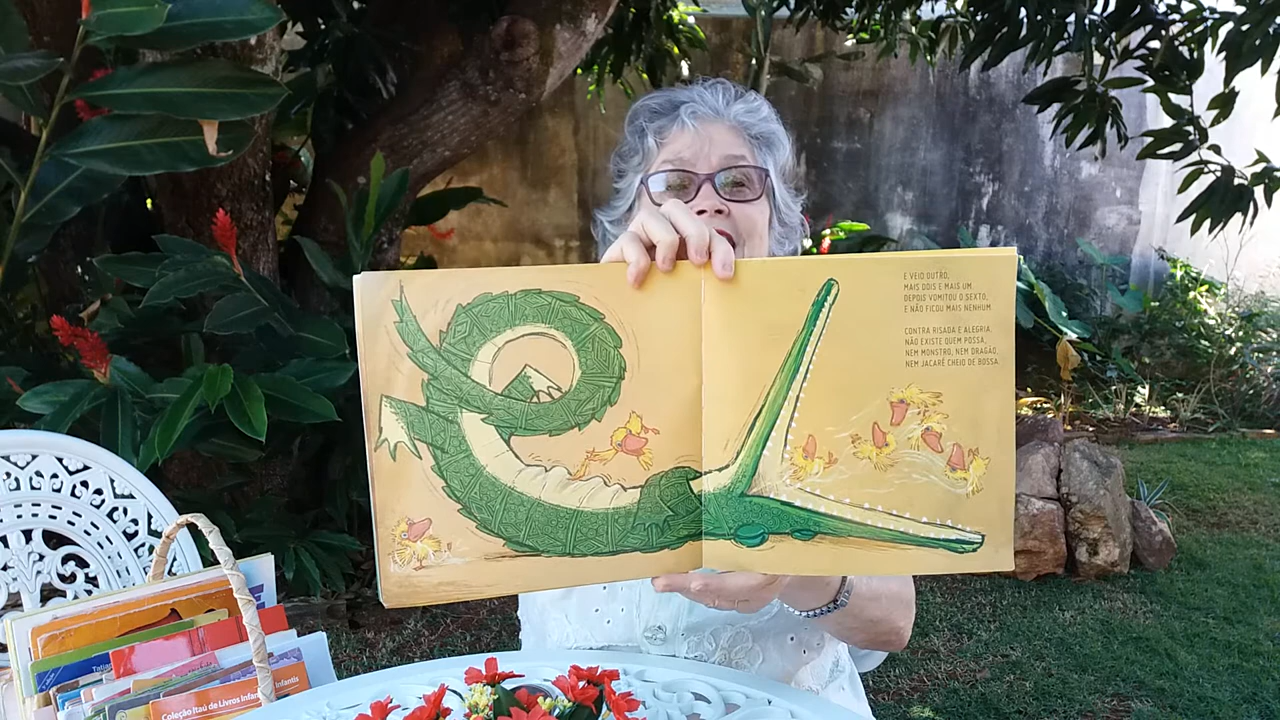 E VEIO OUTRO,
MAIS DOIS E MAIS UM.
DEPOIS VOMITOU O SEXTO,
E NÃO FICOU MAIS NENHUM.
CONTRA RISADA E ALEGRIA,
NÃO EXISTE QUEM POSSA,
NEM MONSTRO, NEM DRAGÃO,
NEM JACARÉ CHEIO DE BOSSA.
Coleção Itaú de Livros Infantis